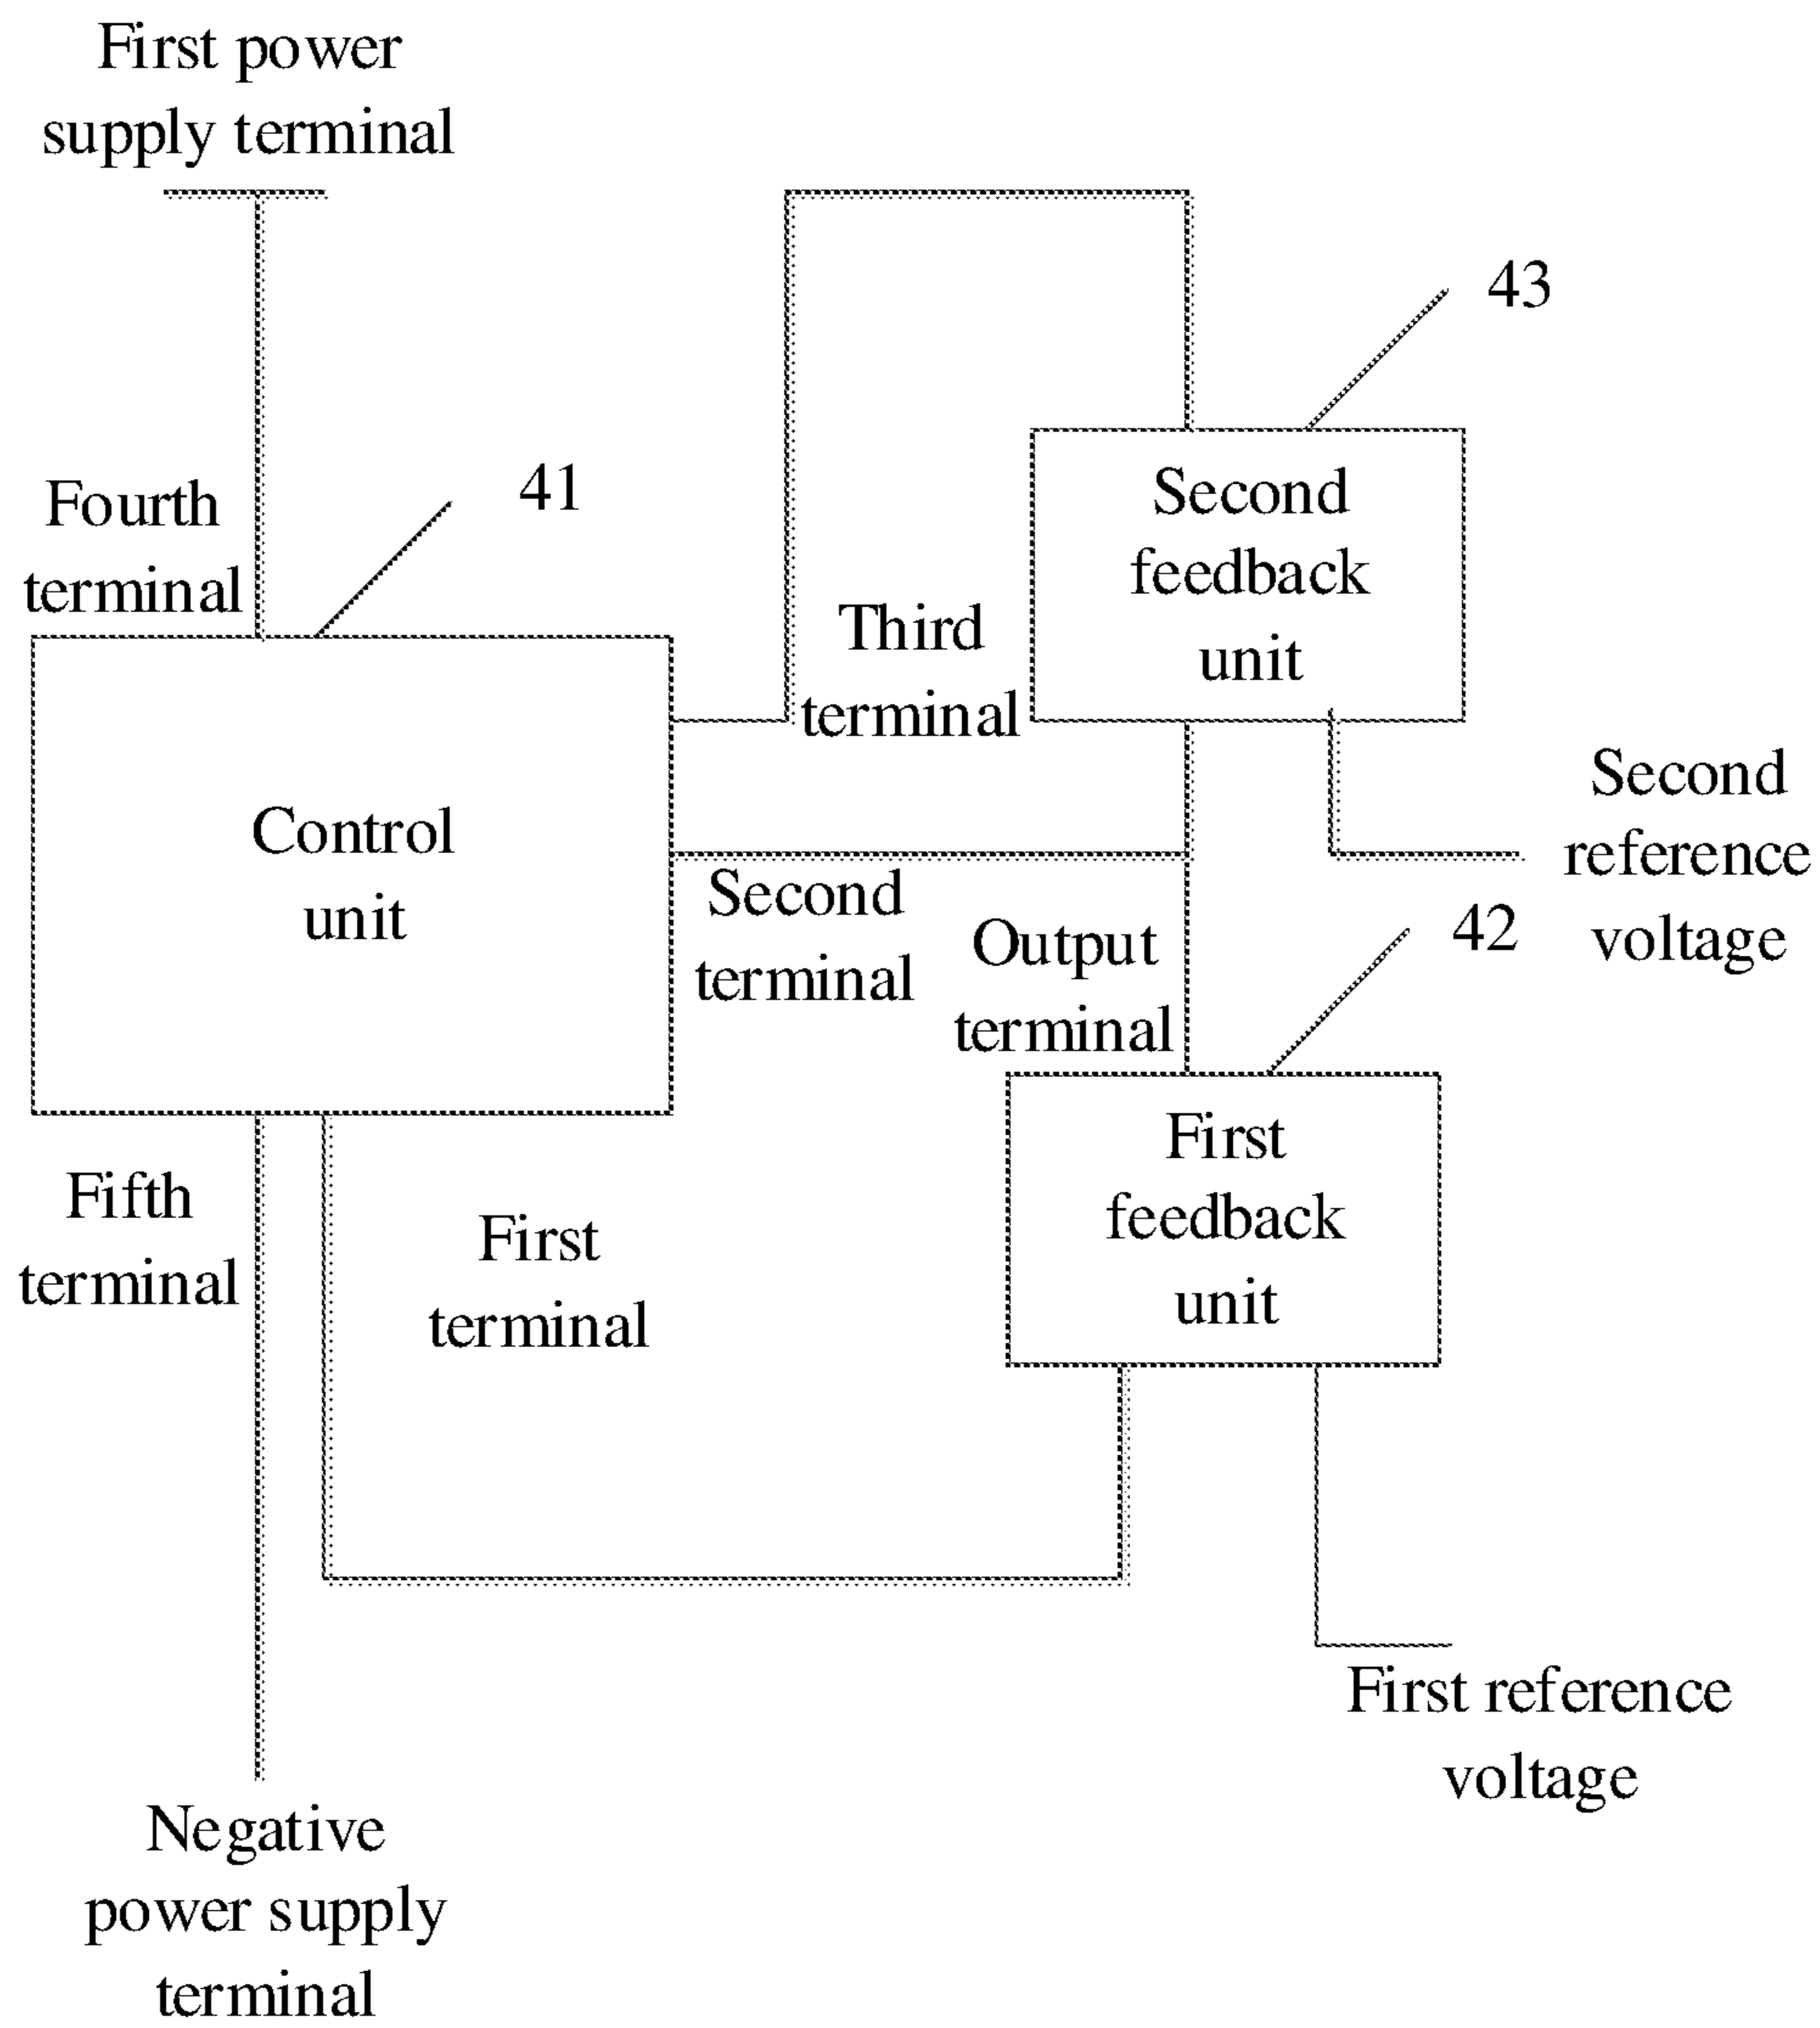 First power
supply terminal
43
Fourth
terminal
41
Second
feedback
unit
Third
terminal
Control
unit
Second
reference
voltage
Second
terminal
Output
terminal
42
First
feedback
unit
Fifth
terminal
First
terminal
First reference
voltage
Negative
power supply
terminal